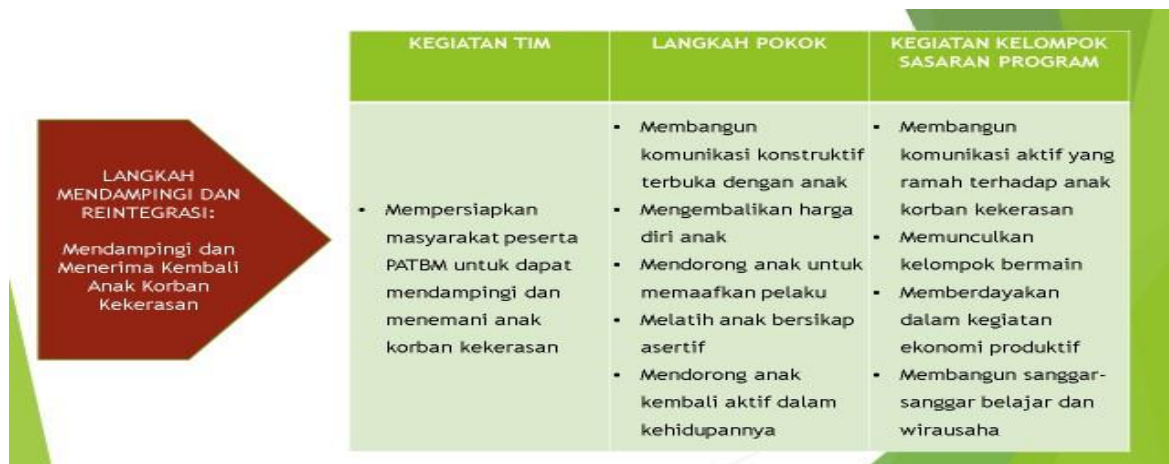 LANGKAH
MENDAMPINGI DAN
REINTEGRASI:
Mendampingi dan
Menerima Kembali
Anak Korban
Kekerasan
KEGIATAN TIM
LANGKAH POKOK
KEGIATAN KELOMPOK
SASARAN PROGRAM
• Mempersiapkan
masyarakat peserta
PATBM untuk dapat
mendampingi dan
menemani anak
korban kekerasan
• Membangun
komunikasi konstruktif
terbuka dengan anak
• Mengembalikan harga
diri anak
• Mendorong anak untuk
memaafkan pelaku
• Melatih anak bersikap
asertif
• Mendorong anak
kembali aktif dalam
kehidupannya
• Membangun
komunikasi aktif yang
ramah terhadap anak
korban kekerasan
• Memunculkan
kelompok bermain
• Memberdayakan
dalam kegiatan
ekonomi produktif
• Membangun sanggar-
sanggar belajar dan
wirausaha